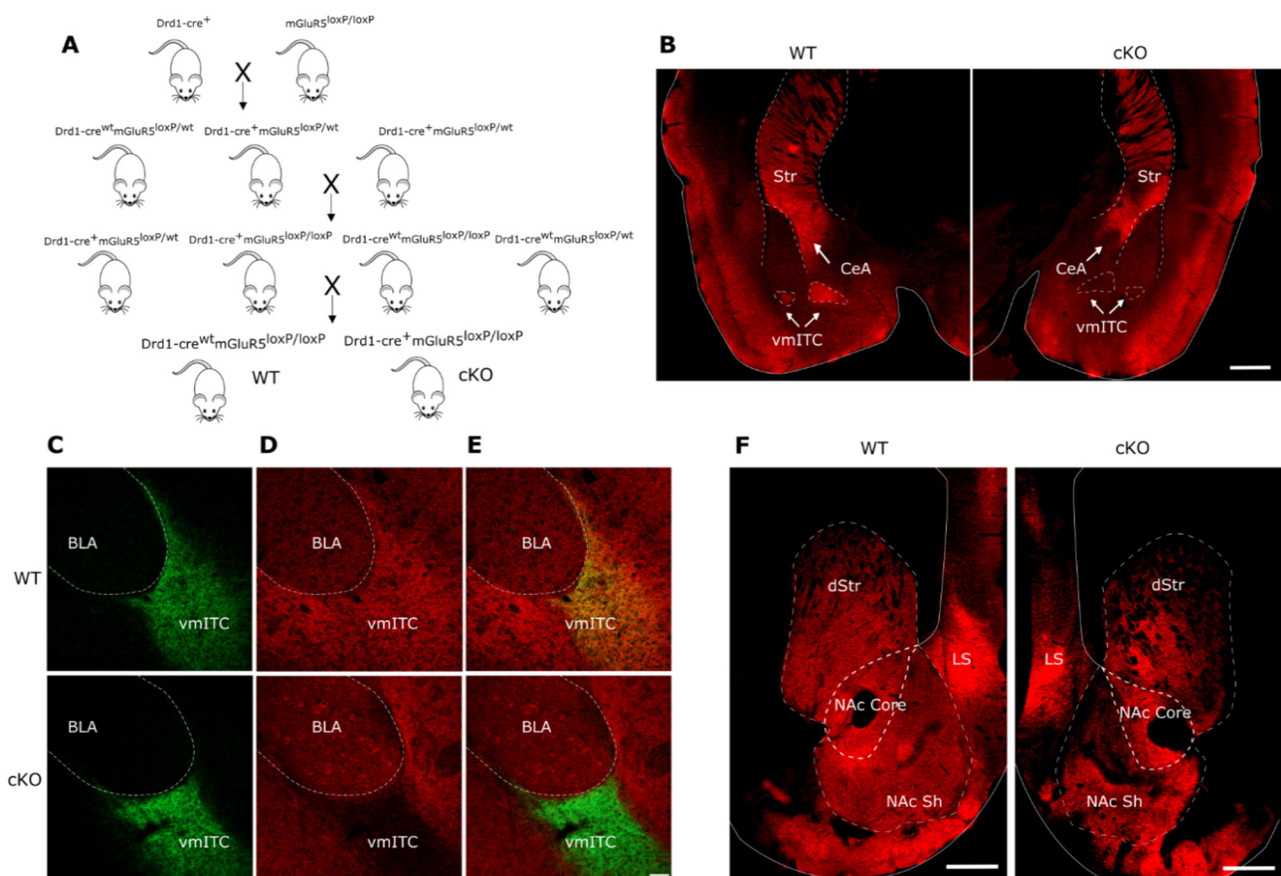 A
Drd1-cre+
mGluR5loxP/loxP
X
Drd1-crewtmGluR5loxP/wt
Drd1-cre+mGluR5loxP/wt
Drd1-cre+mGluR5loxP/wt
X
Drd1-cre+mGluR5loxP/wt
Drd1-cre+mGluR5loxP/loxP
Drd1-crewtmGluR5loxP/loxP
Drd1-crewtmGluR5loxP/wt
X
Drd1-crewtmGluR5loxP/loxP
Drd1-cre+mGluR5loxP/loxP
WT
cKO
B
WT
cKO
Str
CeA
vmITC
Str
CeA
vmITC
C
D
E
WT
BLA
vmITC
BLA
vmITC
BLA
vmITC
cKO
BLA
vmITC
BLA
vmITC
BLA
vmITC
F
WT
cKO
dStr
LS
NAc Core
NAc Sh
dStr
LS
NAc Core
NAc Sh